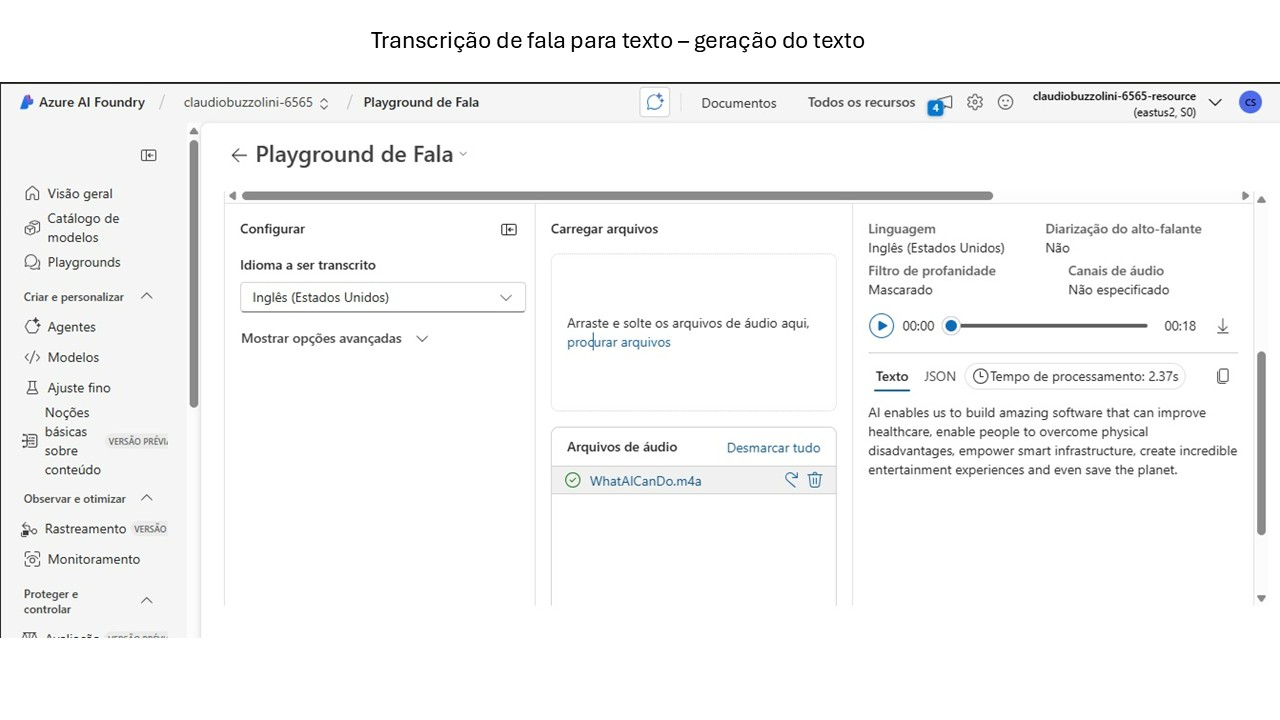 Transcrição de fala para texto – geração do texto
Azure AI Foundry / claudiobuzzolini-6565 / Playground de Fala
Documentos
Todos os recursos
4
claudiobuzzolini-6565-resource
(eastus2, S0)
CS
Visão geral
Catálogo de
modelos
Playgrounds
Criar e personalizar
Agentes
Modelos
Ajuste fino
Noções
básicas
sobre
conteúdo
VERSÃO PRÉVI
Observar e otimizar
Rastreamento VERSÃO
Monitoramento
Proteger e
controlar
Playground de Fala
Configurar
Idioma a ser transcrito
Inglês (Estados Unidos)
Mostrar opções avançadas
Carregar arquivos
Arraste e solte os arquivos de áudio aqui,
procurar arquivos
Arquivos de áudio
Desmarcar tudo
WhatAICanDo.m4a
Linguagem
Inglês (Estados Unidos)
Diarização do alto-falante
Não
Filtro de profanidade
Mascarado
Canais de áudio
Não especificado
00:00
00:18
Texto
JSON
Tempo de processamento: 2.37s
AI enables us to build amazing software that can improve
healthcare, enable people to overcome physical
disadvantages, empower smart infrastructure, create incredible
entertainment experiences and even save the planet.